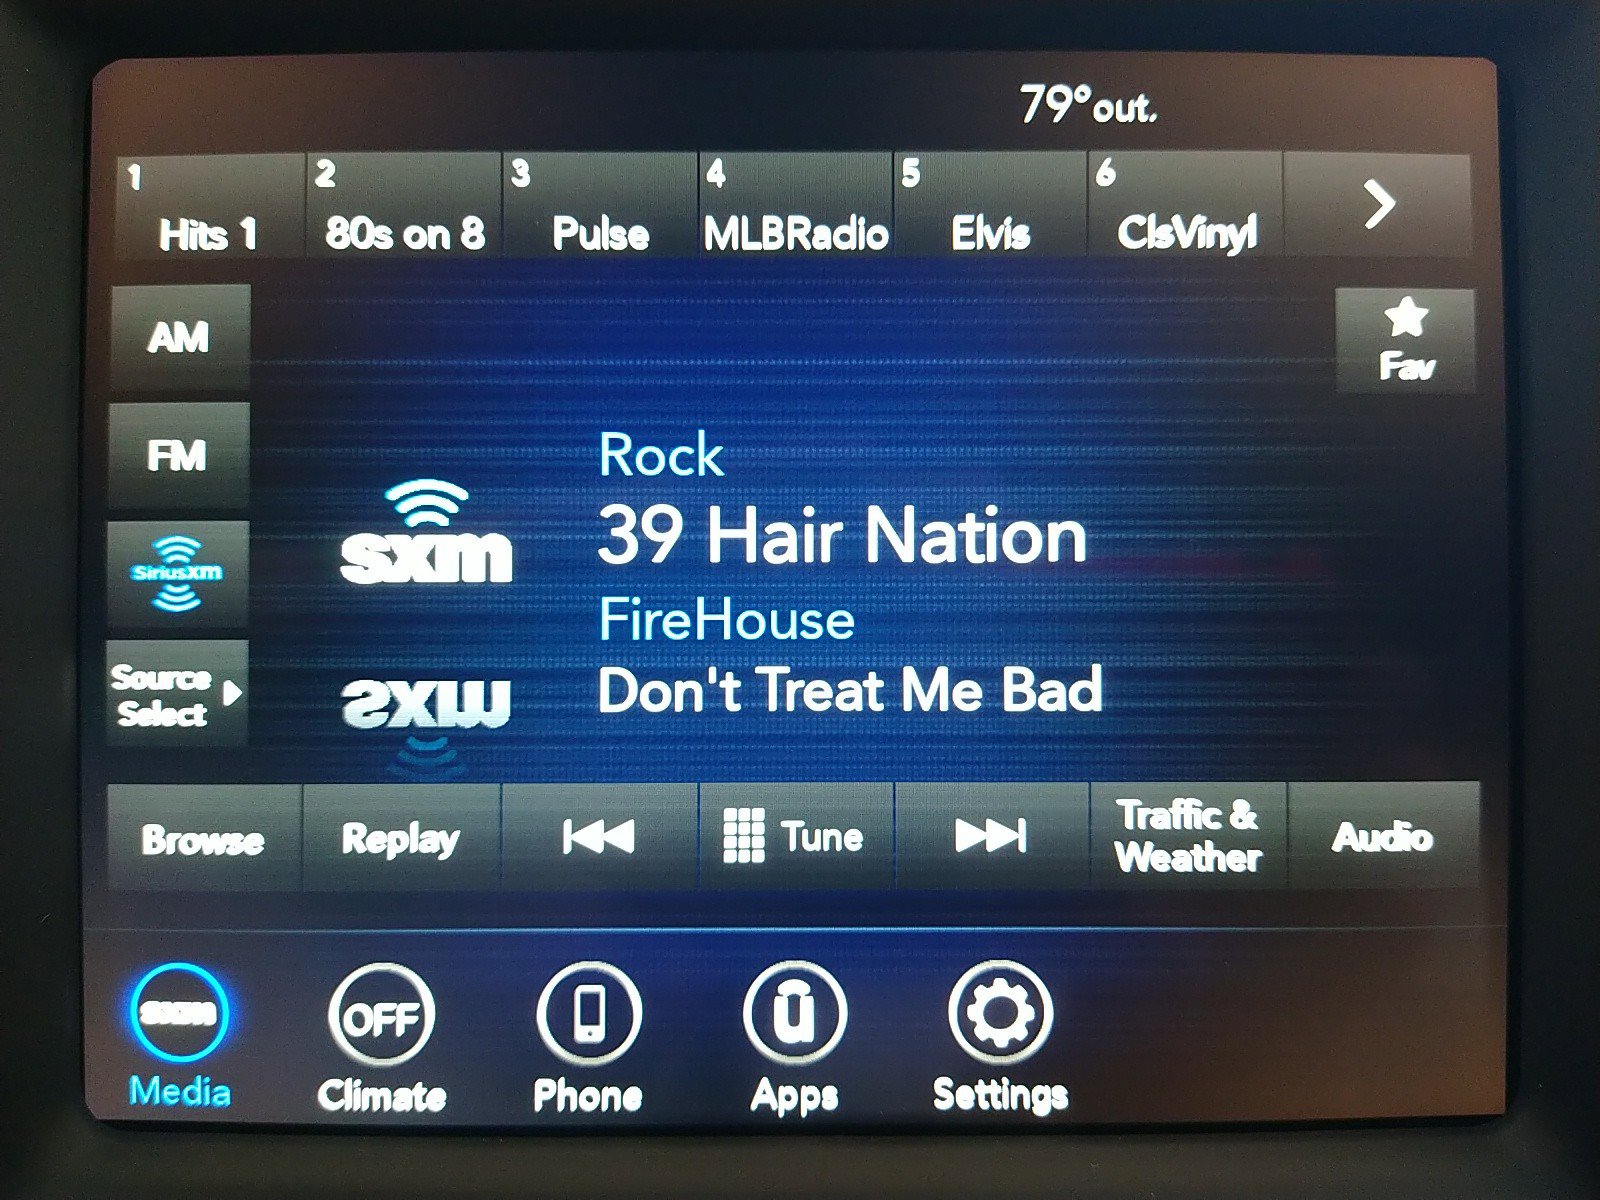 79°out.
1
Hits 1
2
80s on 8
3
Pulse
4
MLBRadio
5
Elvis
6
ClsVinyl
AM
Fav
FM
SiriusXM
Source
Select
sxm
Rock
39 Hair Nation
FireHouse
Don't Treat Me Bad
sxm
Browse
Replay
Tune
Traffic &
Weather
Audio
sxm
Media
OFF
Climate
Phone
u
Apps
Settings